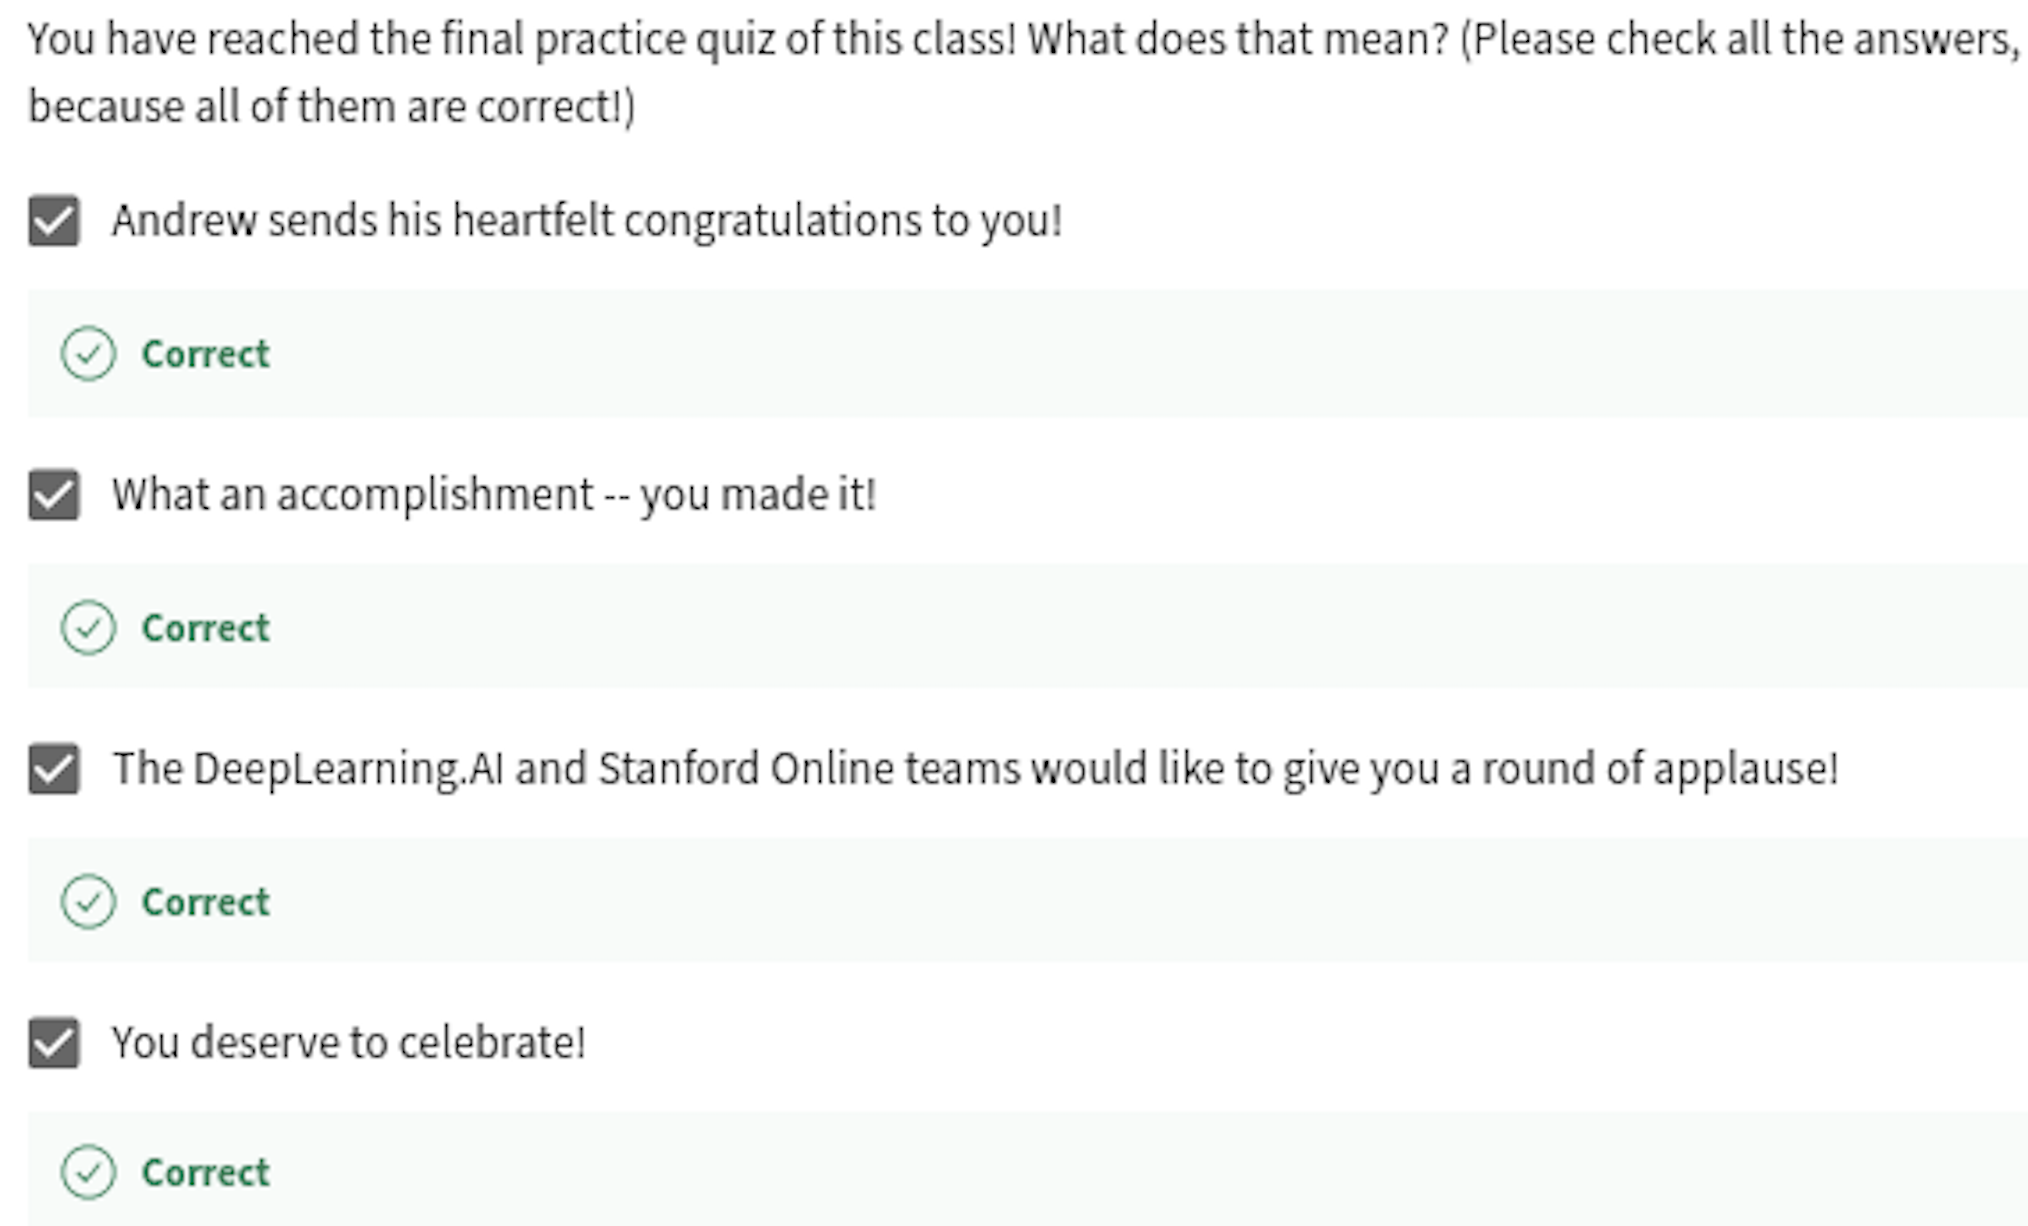 You have reached the final practice quiz of this class! What does that mean? (Please check all the answers,
because all of them are correct!)
Andrew sends his heartfelt congratulations to you!
Correct
What an accomplishment -- you made it!
Correct
The DeepLearning.AI and Stanford Online teams would like to give you a round of applause!
Correct
You deserve to celebrate!
Correct